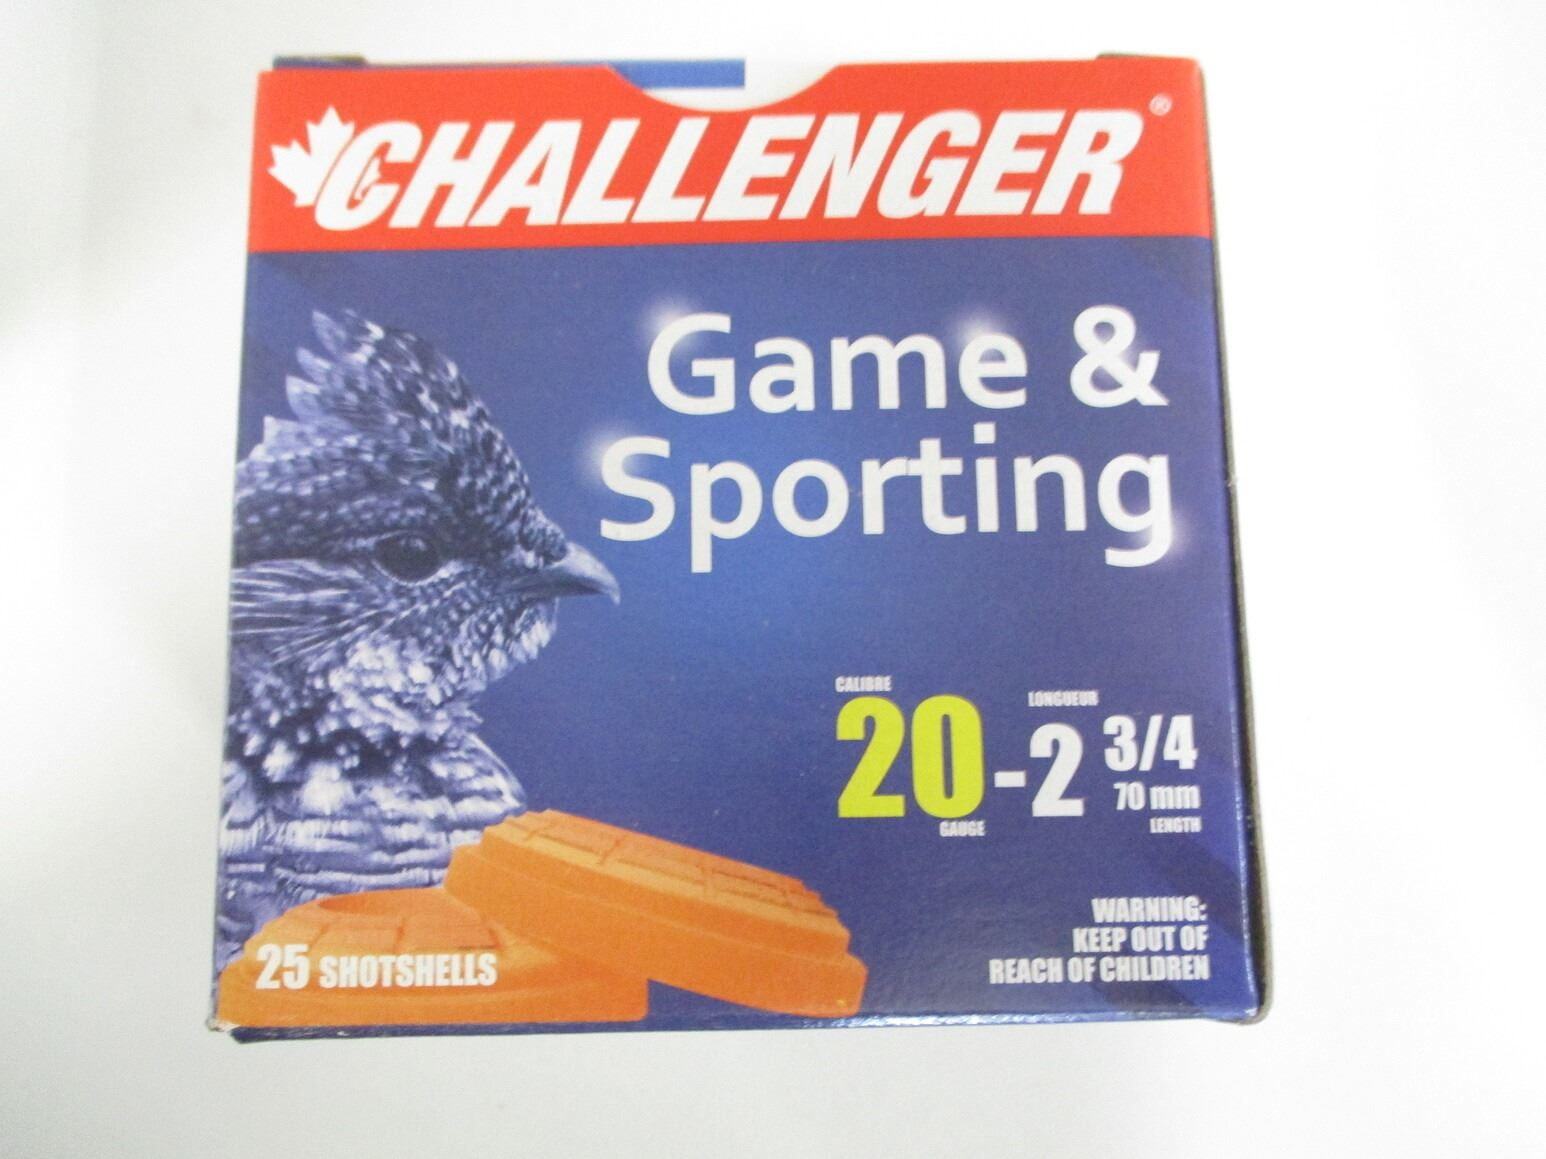 CHALLENGER®
Game &
Sporting
CALIBRE
LONGUEUR
20-2 3/4
70 mm
GAUGE
LENGTH
WARNING:
KEEP OUT OF
REACH OF CHILDREN
25 SHOTSHELLS